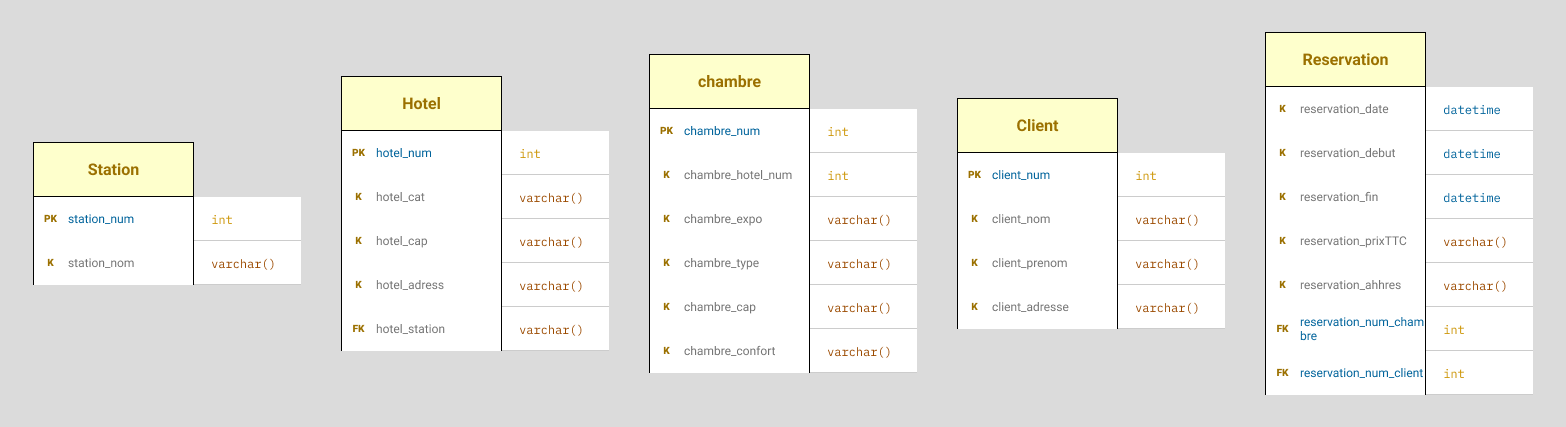 Station
PK station_num int
K station_nom varchar()
Hotel
PK hotel_num int
K hotel_cat varchar()
K hotel_cap varchar()
K hotel_adress varchar()
FK hotel_station varchar()
chambre
PK chambre_num int
K chambre_hotel_num int
K chambre_expo varchar()
K chambre_type varchar()
K chambre_cap varchar()
K chambre_confort varchar()
Client
PK client_num int
K client_nom varchar()
K client_prenom varchar()
K client_adresse varchar()
Reservation
K reservation_date datetime
K reservation_debut datetime
K reservation_fin datetime
K reservation_prixTTC varchar()
K reservation_ahhres varchar()
FK reservation_num_cham int
bre
FK reservation_num_client int